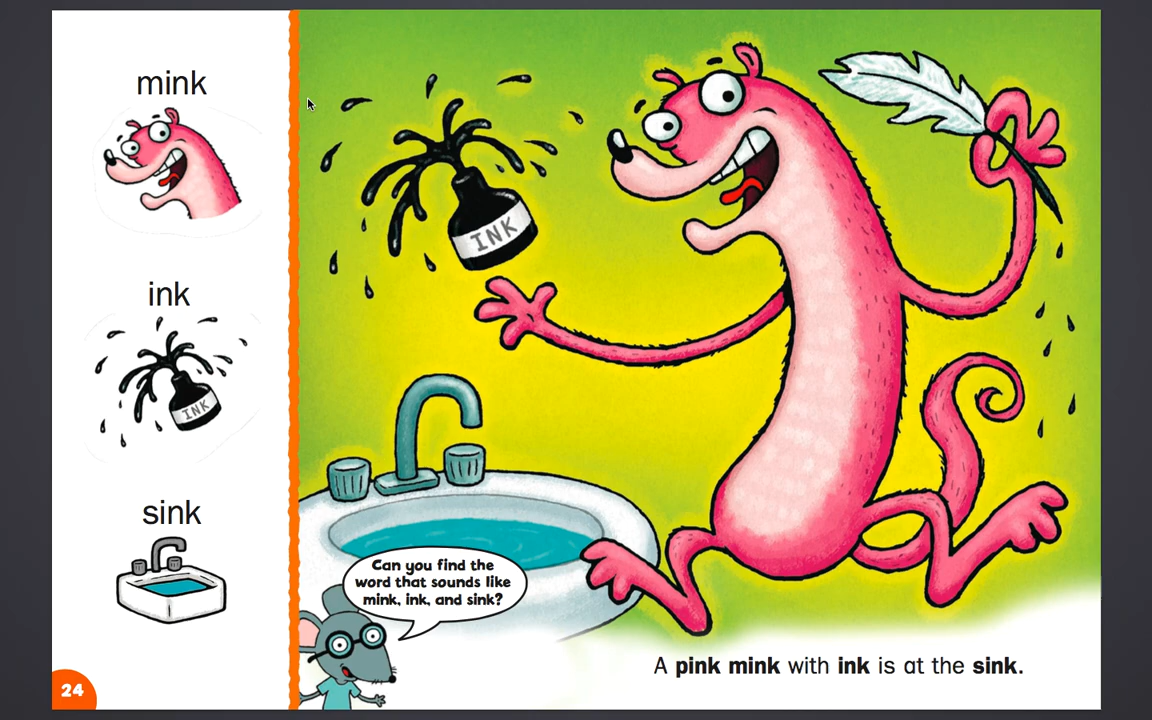 mink
ink
INK
sink
24
INK
Can you find the
word that sounds like
mink, ink, and sink?
A pink mink with ink is at the sink.